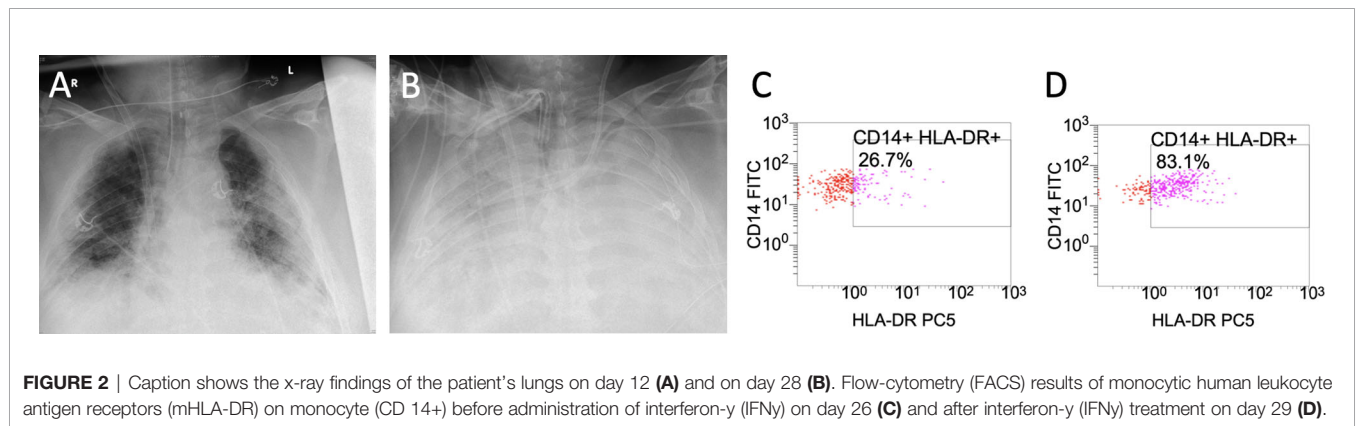 A R
L
B
C
10³
10²
10¹
10⁰
CD14 FITC
CD14+ HLA-DR+
26.7%
10⁰ 10¹ 10² 10³
HLA-DR PC5
D
10³
10²
10¹
10⁰
CD14 FITC
CD14+ HLA-DR+
83.1%
10⁰ 10¹ 10² 10³
HLA-DR PC5
FIGURE 2 | Caption shows the x-ray findings of the patient's lungs on day 12 (A) and on day 28 (B). Flow-cytometry (FACS) results of monocytic human leukocyte
antigen receptors (mHLA-DR) on monocyte (CD 14+) before administration of interferon-y (IFNy) on day 26 (C) and after interferon-y (IFNy) treatment on day 29 (D).